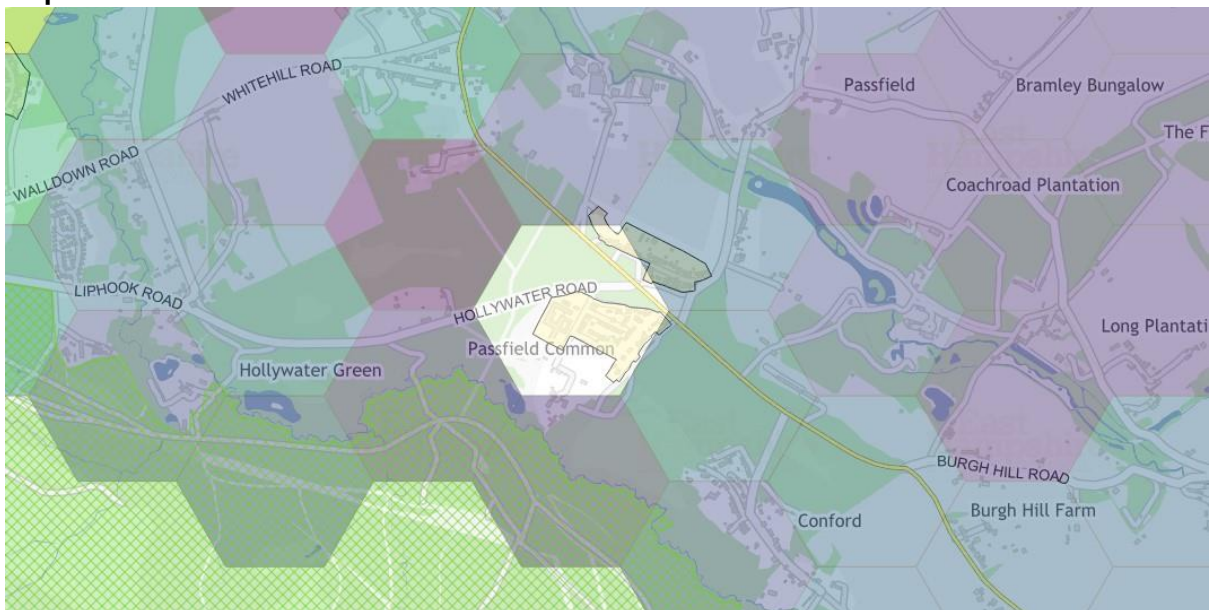 WHITEHILL ROAD
Passfield
Bramley Bungalow
The F
WALLDOWN ROAD
Coachroad Plantation
LIPHOOK ROAD
HOLLYWATER ROAD
Long Plantati
Passfield Common
Hollywater Green
East
BURGH HILL ROAD
Burgh Hill Farm
Conford